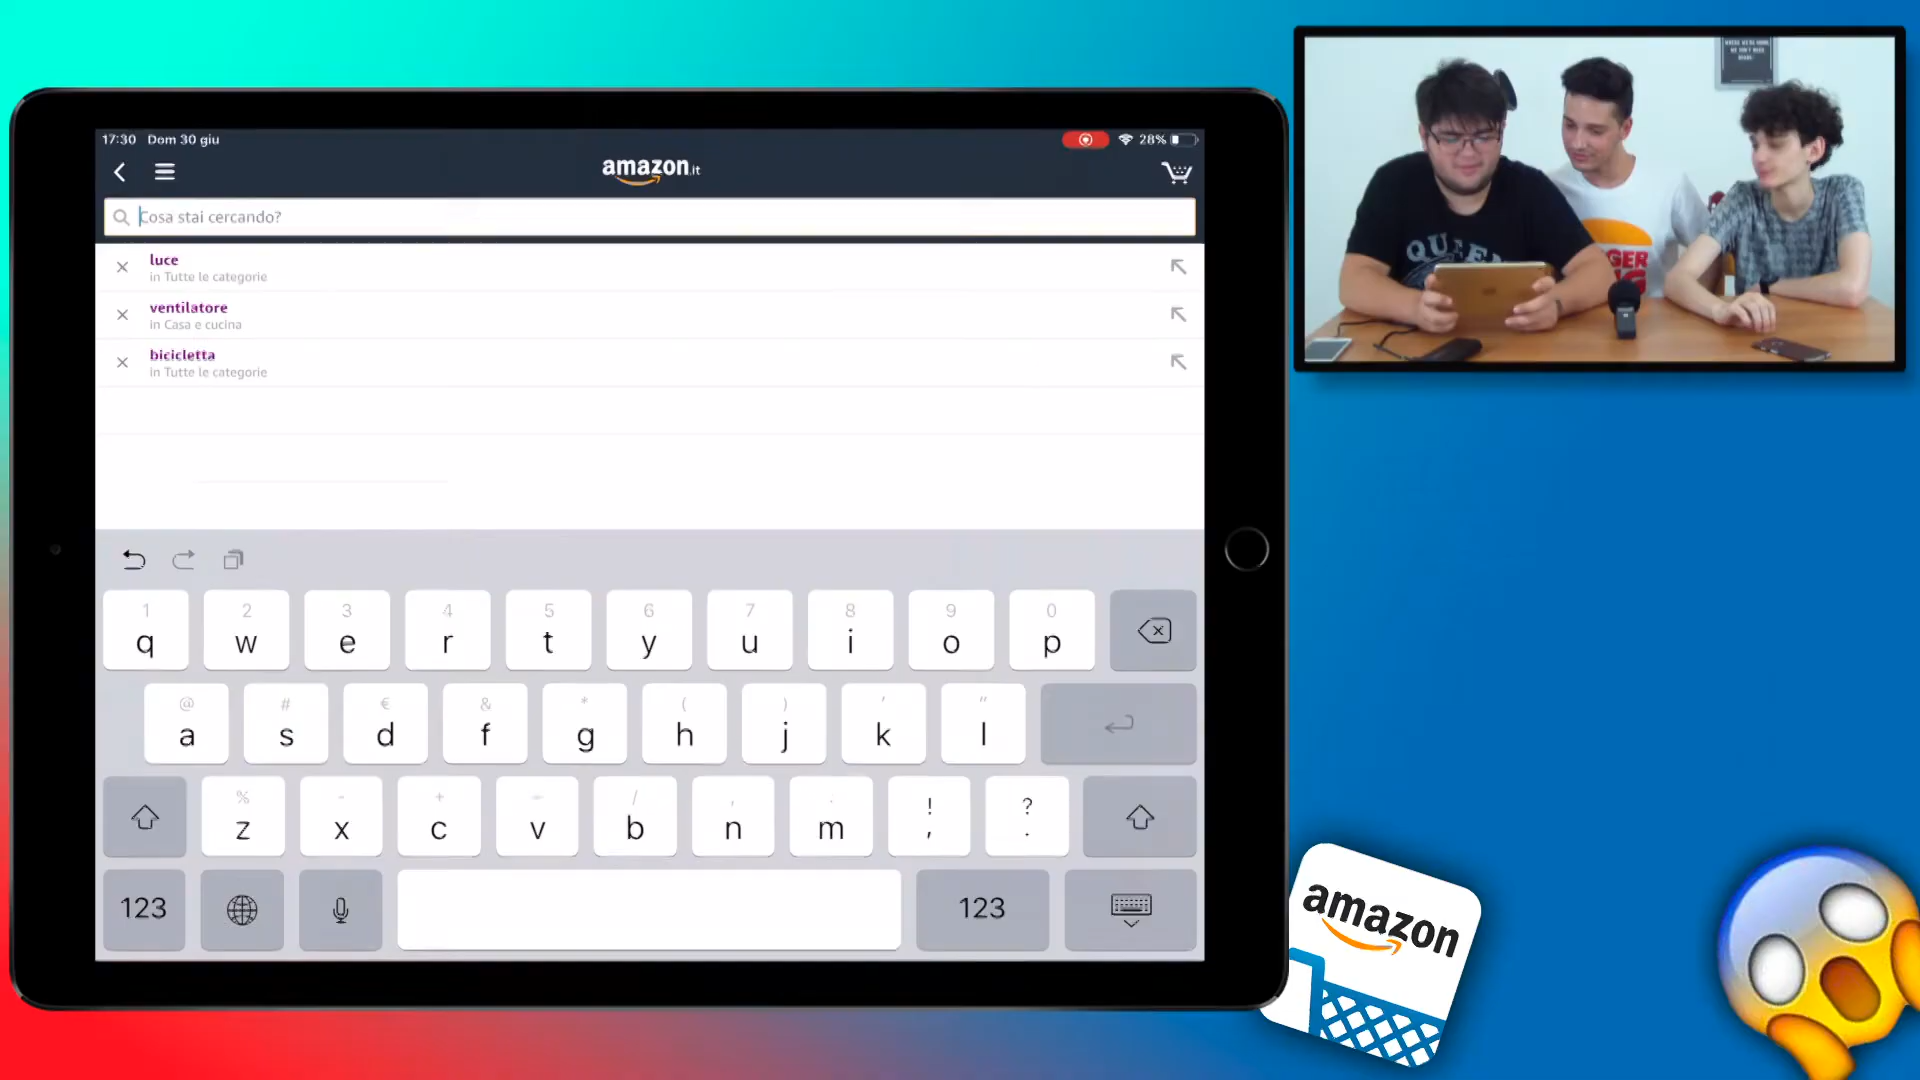 17:30 Dom 30 giu
28%
amazon.it
Cosa stai cercando?
luce
in Tutte le categorie
ventilatore
in Casa e cucina
bicicletta
in Tutte le categorie
1 2 3 4 5 6 7 8 9 0
q w e r t y u i o p
@ # € & * ( ) ' "
a s d f g h j k l
% - + / ! ?
z x c v b n m , .
123 123
QUEEN
GER
amazon